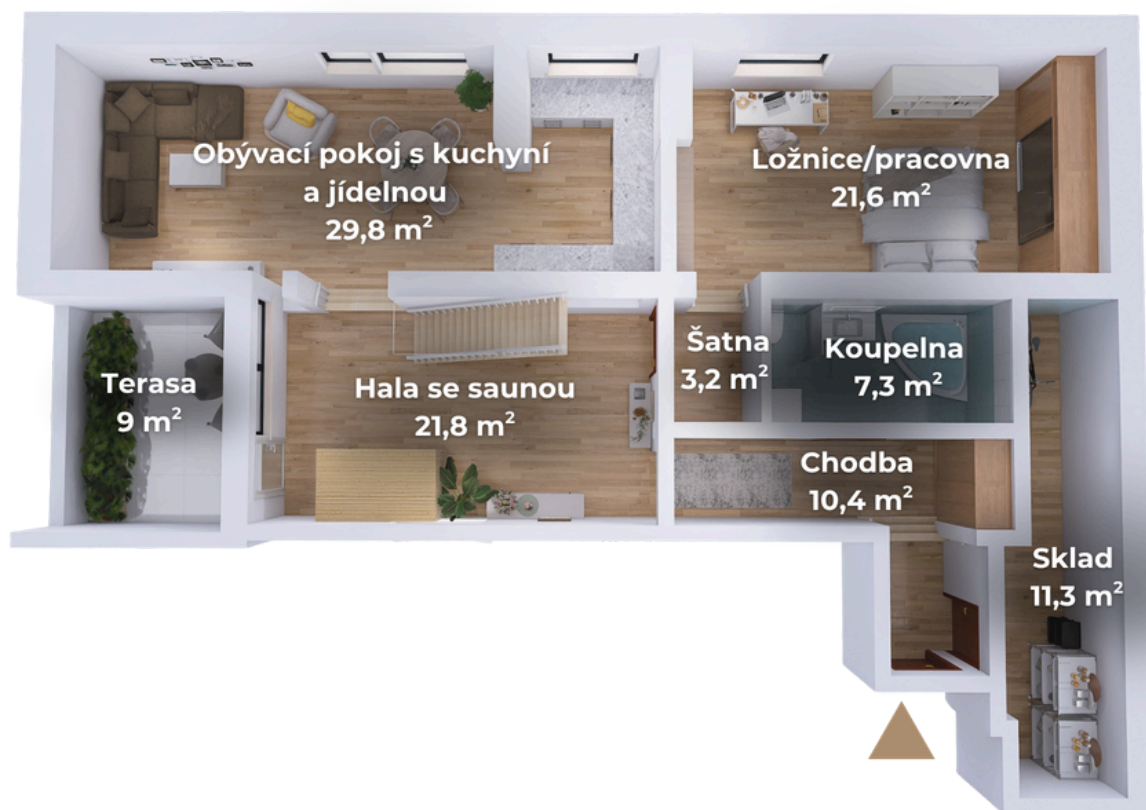 Obývací pokoj s kuchyní
a jídelnou
29,8 m²
Ložnice/pracovna
21,6 m²
Terasa
9 m²
Hala se saunou
21,8 m²
Šatna
3,2 m²
Koupelna
7,3 m²
Chodba
10,4 m²
Sklad
11,3 m²